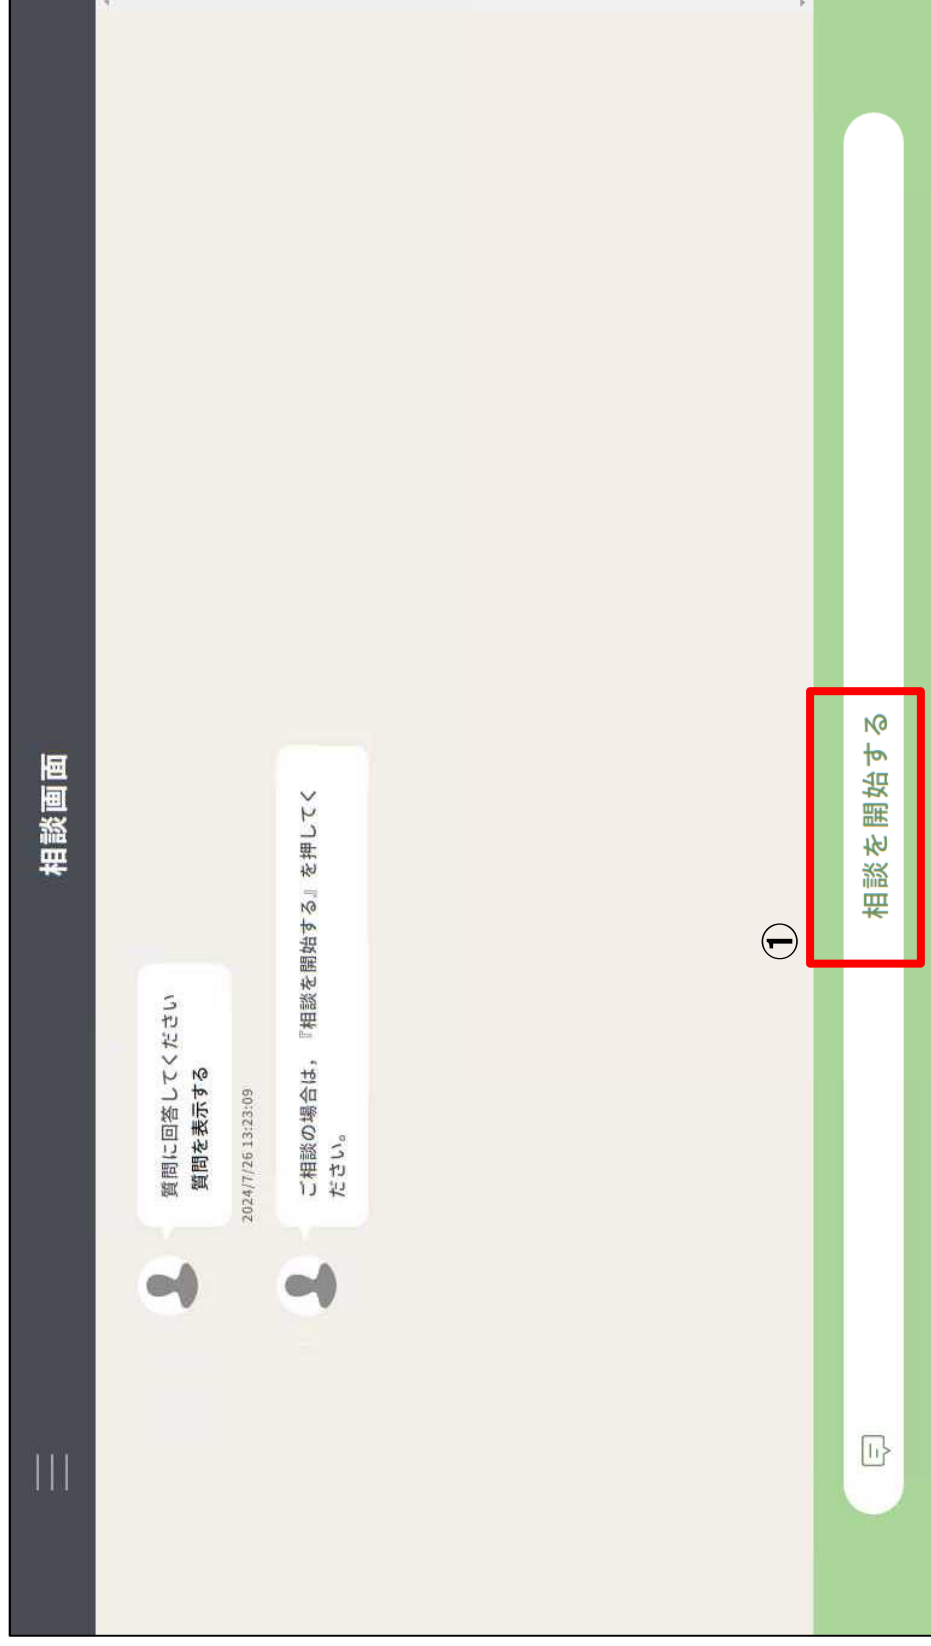 相談画面
質問に回答してください
質問を表示する
2024/7/26 13:23:09
ご相談の場合は，『相談を開始する』を押してく
ださい。
①
相談を開始する